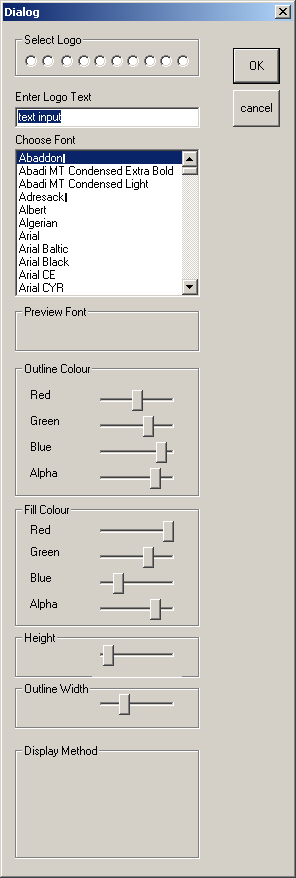 Dialog
Select Logo
OK
Enter Logo Text
cancel
text input
Choose Font
Abaddon
Abadi MT Condensed Extra Bold
Abadi MT Condensed Light
Adresack
Albert
Algerian
Arial
Arial Baltic
Arial Black
Arial CE
Arial CYR
Preview Font
Outline Colour
Red
Green
Blue
Alpha
Fill Colour
Red
Green
Blue
Alpha
Height
Outline Width
Display Method